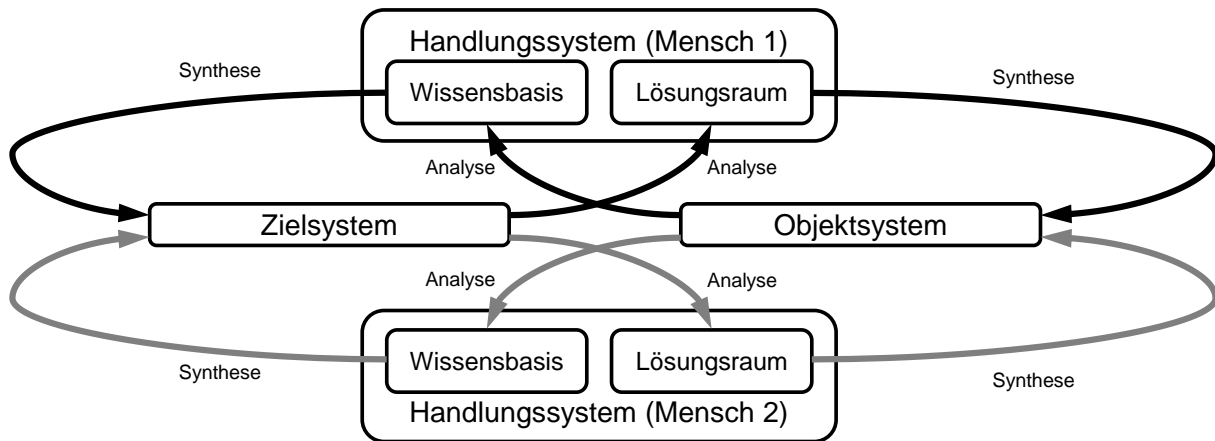 Handlungssystem (Mensch 1)
Synthese
Synthese
Wissensbasis
Lösungsraum
Analyse
Analyse
Zielsystem
Objektsystem
Analyse
Analyse
Wissensbasis
Lösungsraum
Synthese
Synthese
Handlungssystem (Mensch 2)